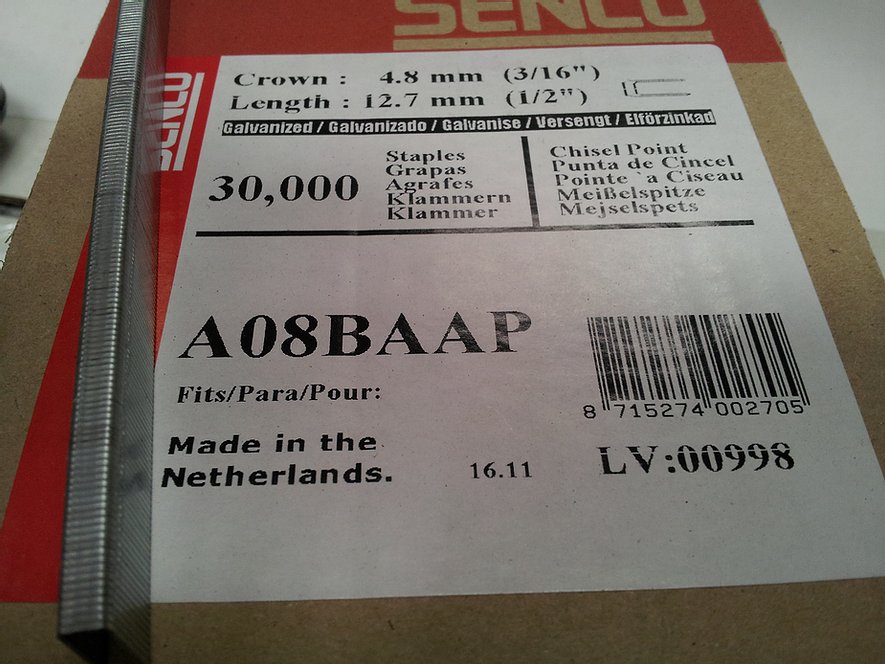 SENCO
SENCO
Crown : 4.8 mm (3/16")
Length : 12.7 mm (1/2")
Galvanized / Galvanizado / Galvanise / Versengt / Elförzinkad
30,000
Staples
Grapas
Agrafes
Klammern
Klammer
Chisel Point
Punta de Cincel
Pointe `a Ciseau
Meißelspitze
Mejselspets
A08BAAP
Fits/Para/Pour:
8 715274 002705
Made in the
Netherlands.
16.11
LV:00998